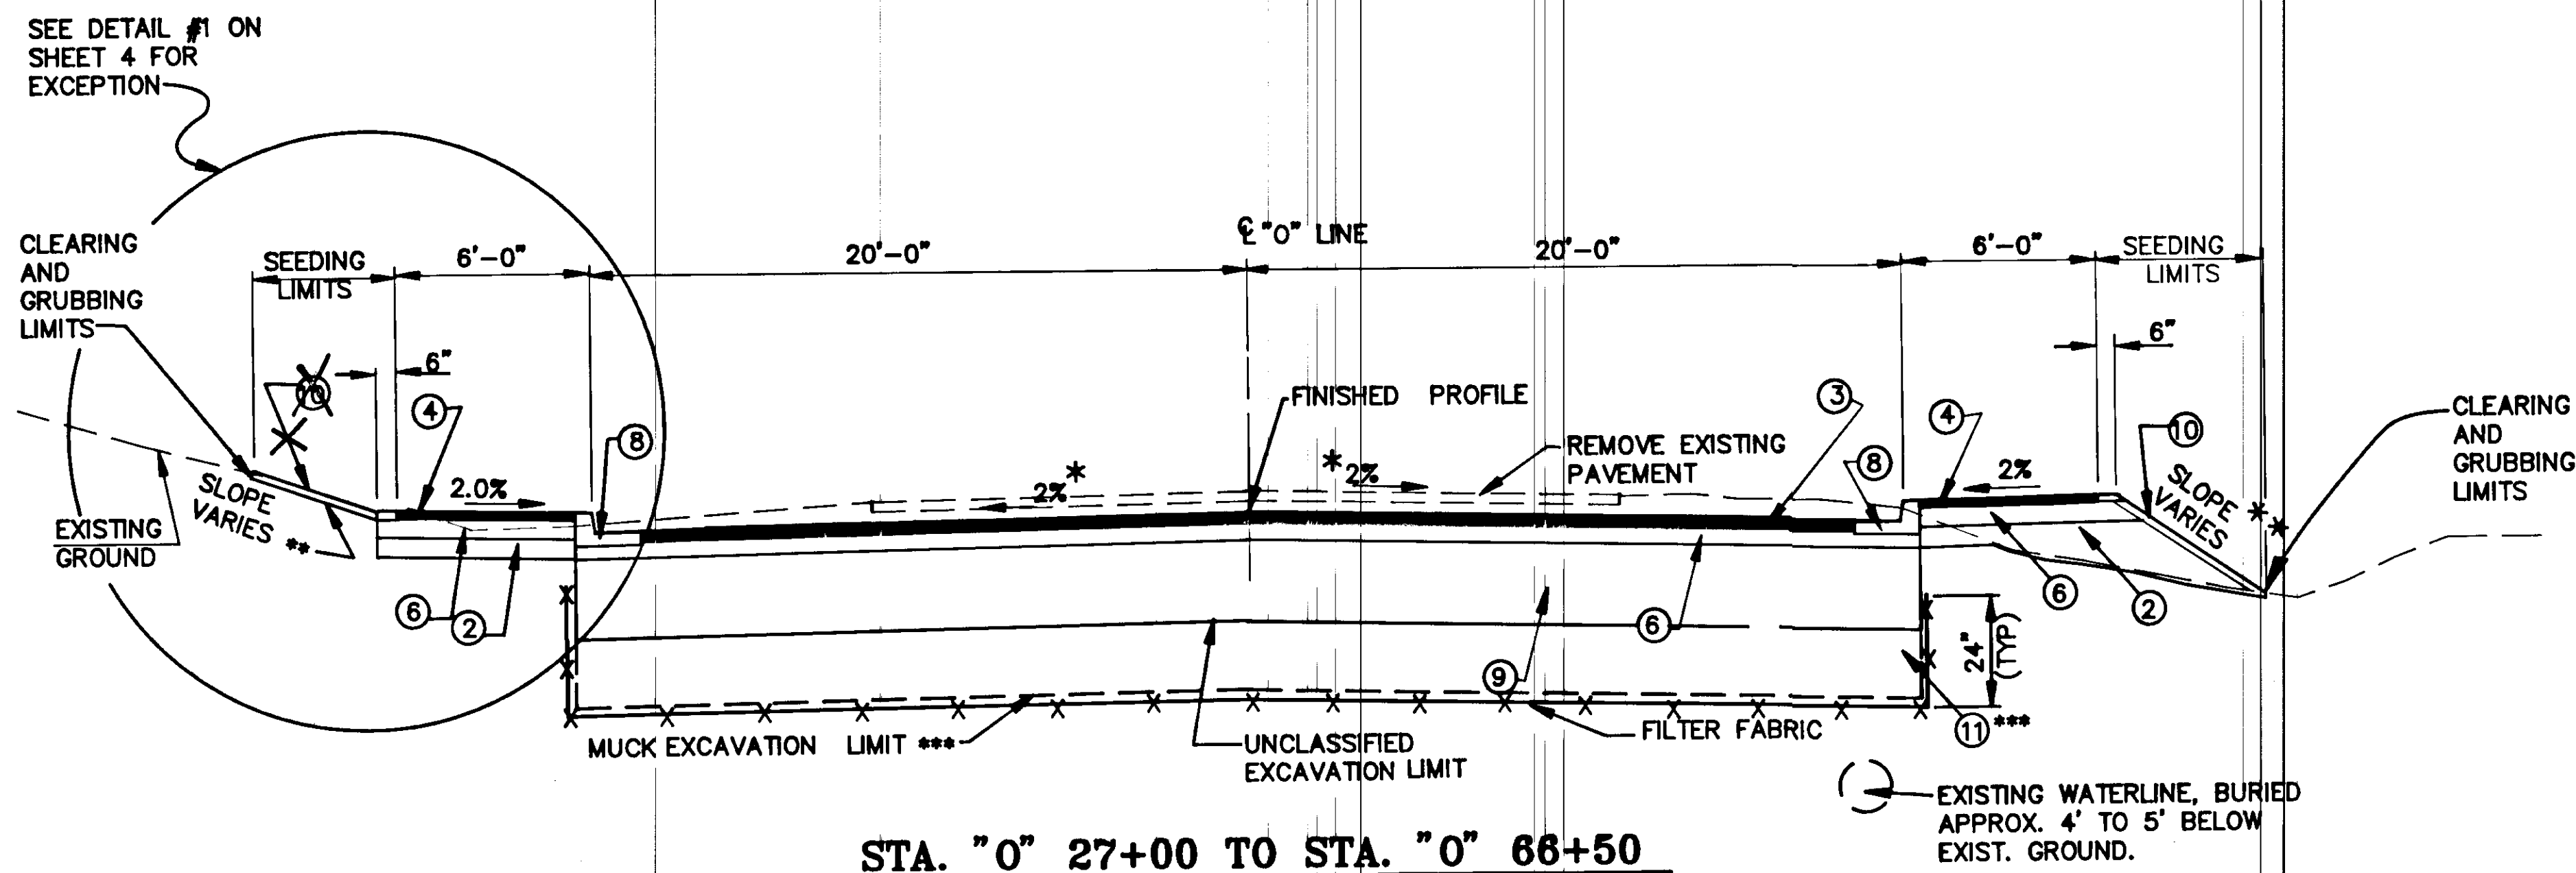 SEE DETAIL #1 ON
SHEET 4 FOR
EXCEPTION
CLEARING
AND
GRUBBING
LIMITS
SEEDING
LIMITS
6'-0"
20'-0"
℄ "O" LINE
20'-0"
6'-0"
SEEDING
LIMITS
6"
6"
10
4
8
2.0%
SLOPE
VARIES **
EXISTING
GROUND
6
2
2%
*
*
2%
FINISHED PROFILE
REMOVE EXISTING
PAVEMENT
3
8
4
2%
10
SLOPE
VARIES
**
CLEARING
AND
GRUBBING
LIMITS
6
2
6
9
24"
(TYP)
11 ***
MUCK EXCAVATION LIMIT ***
UNCLASSIFIED
EXCAVATION LIMIT
FILTER FABRIC
EXISTING WATERLINE, BURIED
APPROX. 4' TO 5' BELOW
EXIST. GROUND.
STA. "O" 27+00 TO STA. "O" 66+50